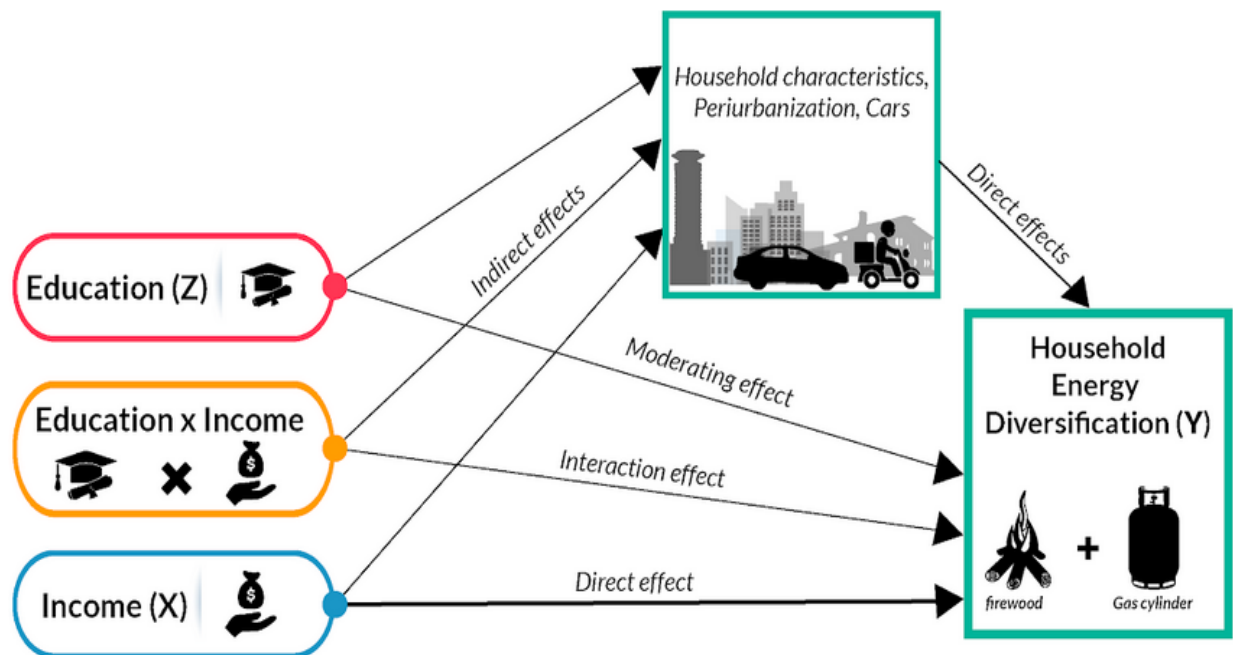 Household characteristics,
Periurbanization, Cars
Indirect effects
Direct effects
Education (Z)
Moderating effect
Household
Energy
Diversification (Y)
Education x Income
$
Interaction effect
+
firewood
Gas cylinder
Income (X)
$
Direct effect